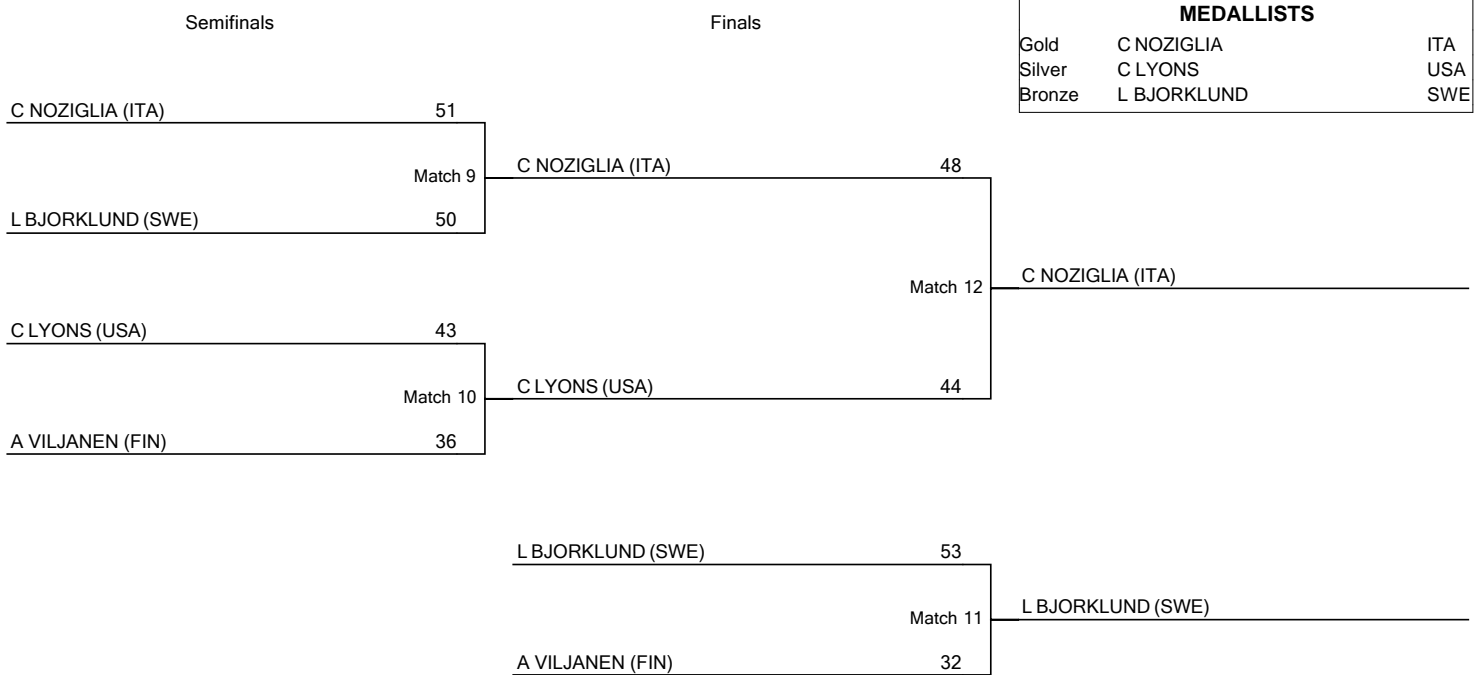 Semifinals Finals
MEDALLISTS
Gold C NOZIGLIA ITA
Silver C LYONS USA
Bronze L BJORKLUND SWE
C NOZIGLIA (ITA) 51
Match 9
C NOZIGLIA (ITA) 48
L BJORKLUND (SWE) 50
Match 12
C NOZIGLIA (ITA)
C LYONS (USA) 43
Match 10
C LYONS (USA) 44
A VILJANEN (FIN) 36
L BJORKLUND (SWE) 53
Match 11
L BJORKLUND (SWE)
A VILJANEN (FIN) 32